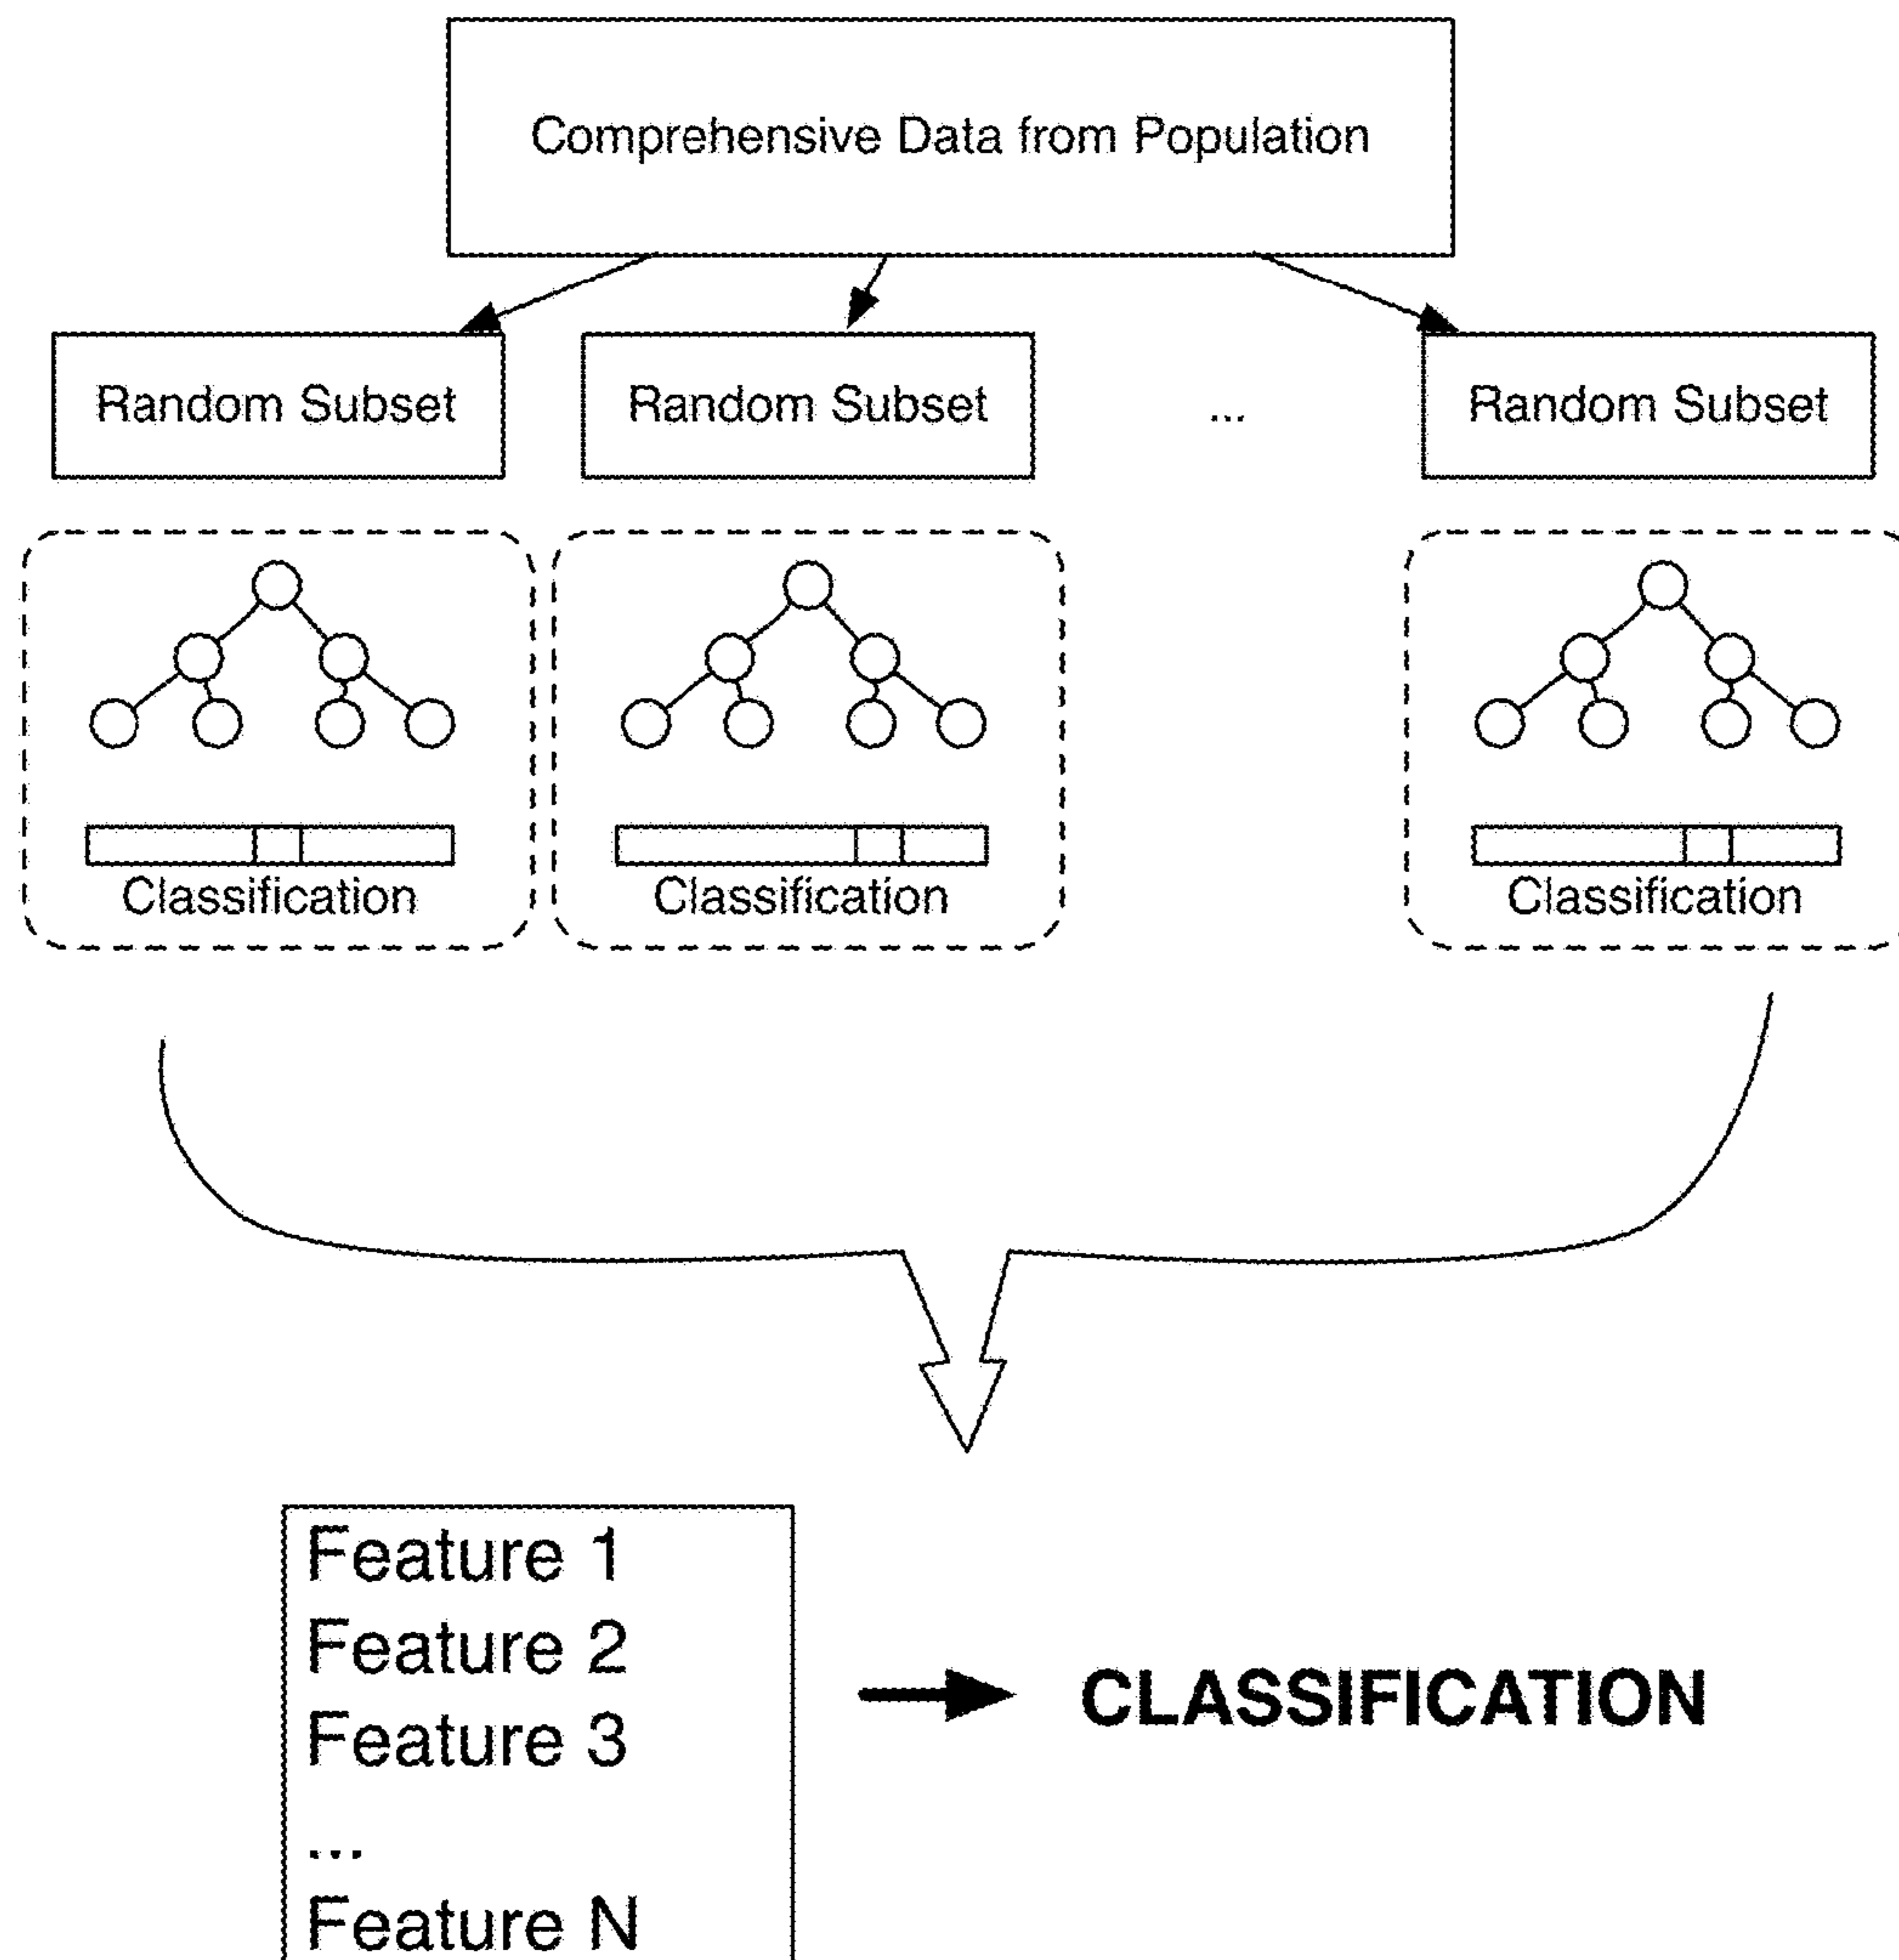 Comprehensive Data from Population
Random Subset
Random Subset
...
Random Subset
Classification
Classification
Classification
Feature 1
Feature 2
Feature 3
...
Feature N
CLASSIFICATION